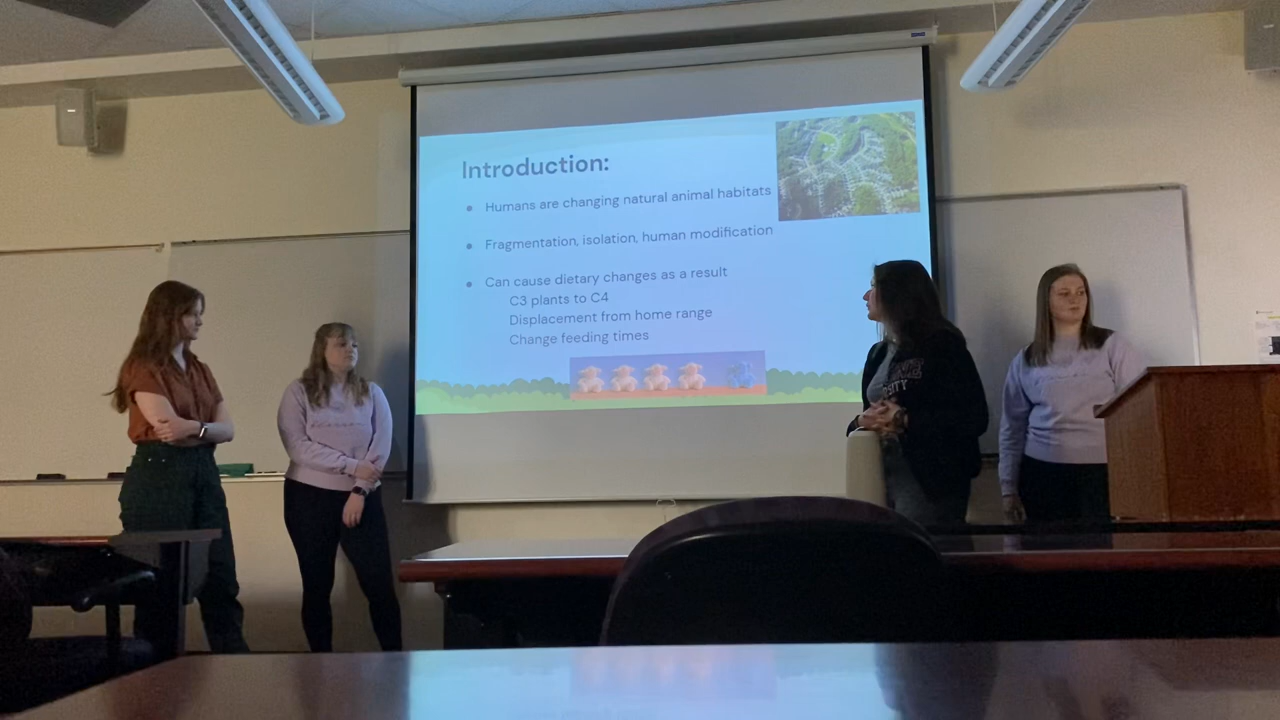 Introduction:
Humans are changing natural animal habitats
Fragmentation, isolation, human modification
Can cause dietary changes as a result
C3 plants to C4
Displacement from home range
Change feeding times